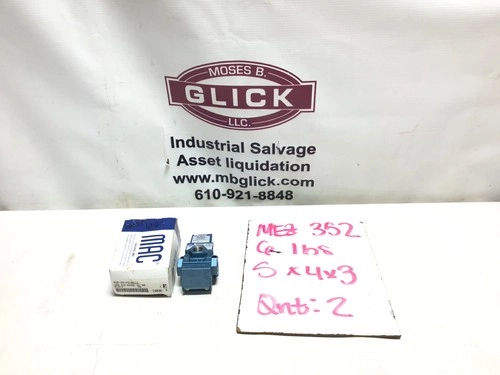 MOSES B.
GLICK
LLC.
Industrial Salvage
Asset liquidation
www.mbglick.com
610-921-8848
MAC
MEZ 352
6 lbs
5 x 4 x 3
Qnt: 2